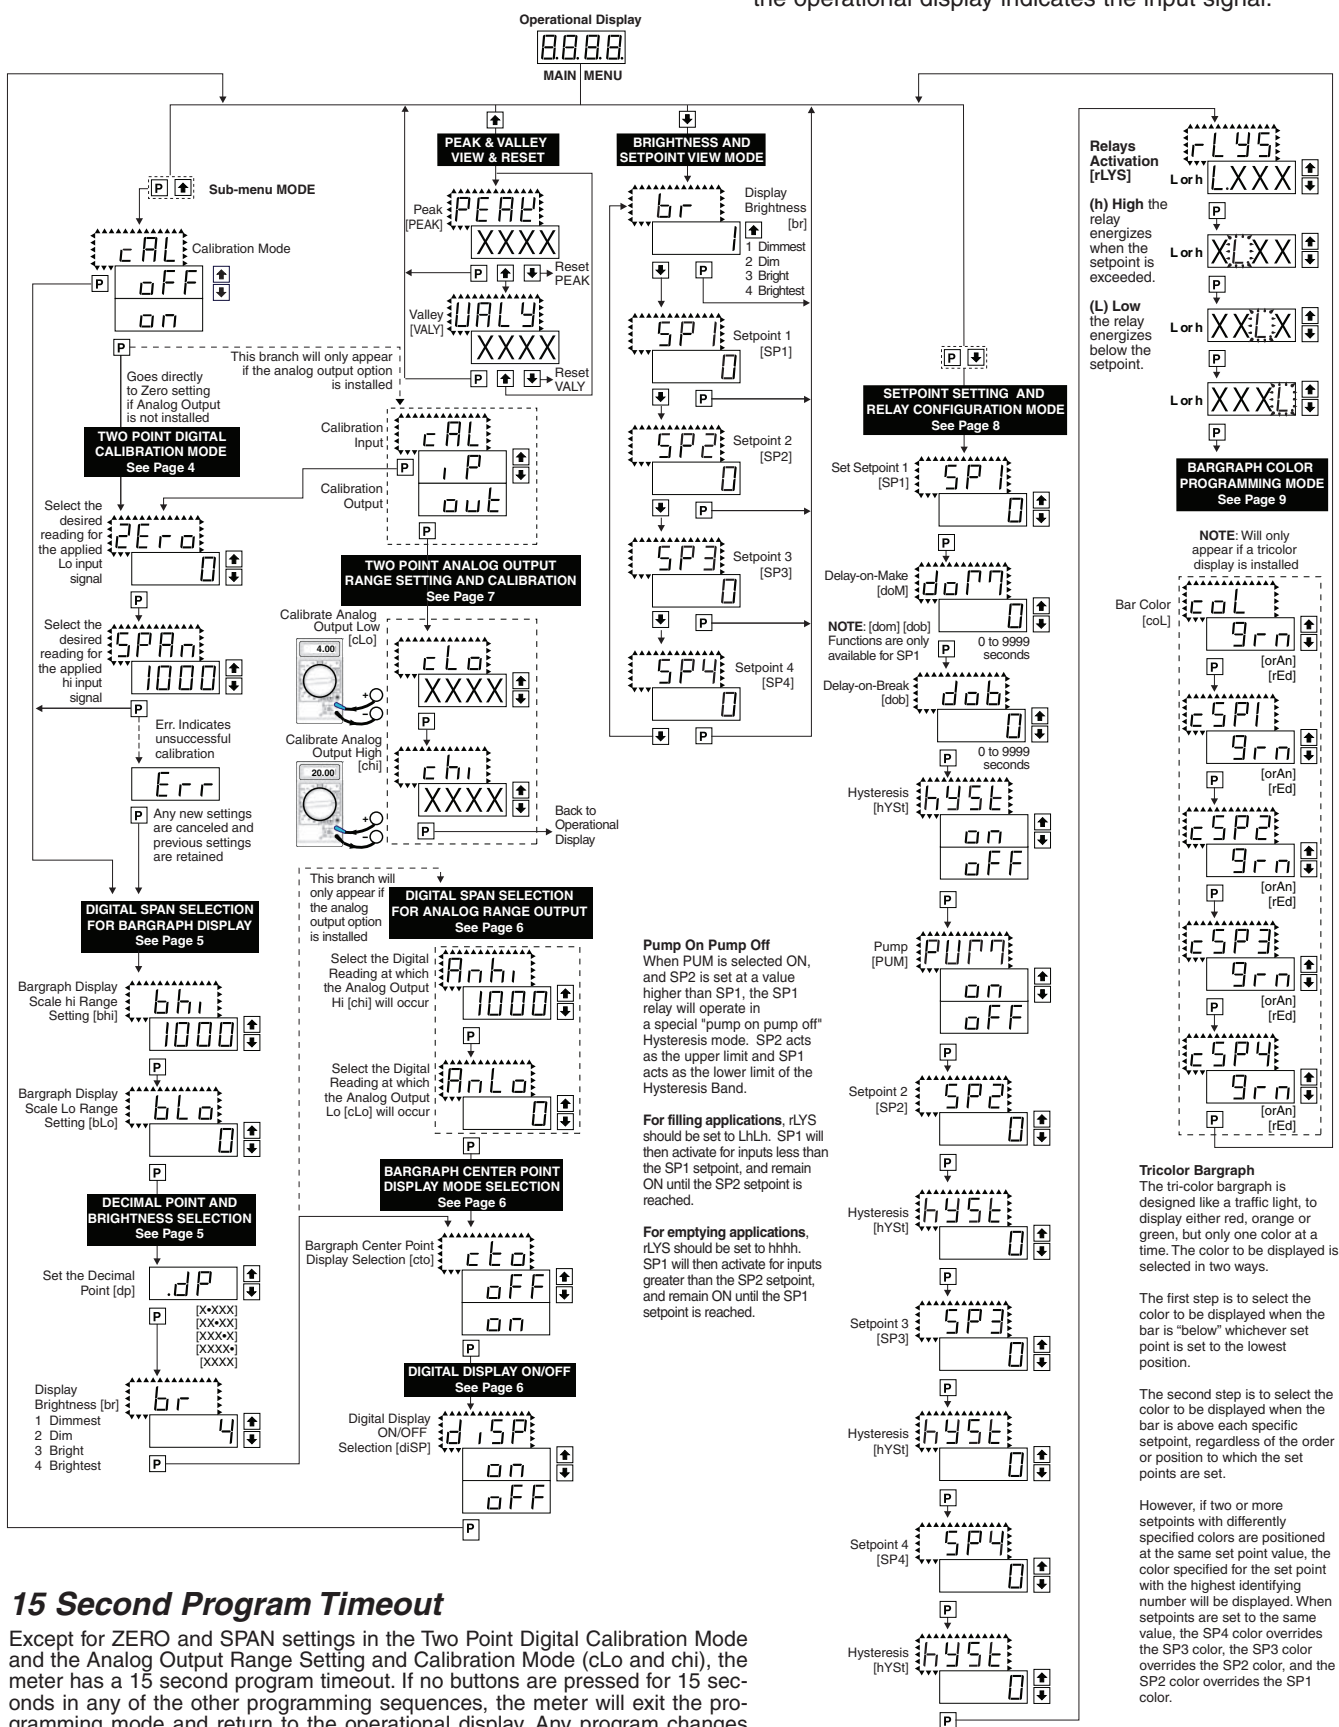 the operational display indicates the input signal.
Operational Display
8.8.8.8.
MAIN MENU
P
Sub-menu MODE
cAL
Calibration Mode
P
oFF
on
P
Goes directly
to Zero setting
if Analog Output
is not installed
This branch will only appear
if the analog output option
is installed
TWO POINT DIGITAL
CALIBRATION MODE
See Page 4
Select the
desired
reading for
the applied
Lo input
signal
ZEro
0
P
Select the
desired
reading for
the applied
hi input
signal
SPAn
1000
P
Err. Indicates
unsuccessful
calibration
Err
P
Any new settings
are canceled and
previous settings
are retained
DIGITAL SPAN SELECTION
FOR BARGRAPH DISPLAY
See Page 5
Bargraph Display
Scale hi Range
Setting [bhi]
bhi
1000
P
Bargraph Display
Scale Lo Range
Setting [bLo]
bLo
0
P
DECIMAL POINT AND
BRIGHTNESS SELECTION
See Page 5
Set the Decimal
Point [dp]
.dP
P
[X•XXX]
[XX•XX]
[XXX•X]
[XXXX•]
[XXXX]
Display
Brightness [br]
1 Dimmest
2 Dim
3 Bright
4 Brightest
br
4
P
PEAK & VALLEY
VIEW & RESET
Peak
[PEAK]
PEAK
XXXX
P
Reset
PEAK
Valley
[VALY]
VALY
XXXX
P
Reset
VALY
Calibration
Input
cAL
P
iP
Calibration
Output
out
P
TWO POINT ANALOG OUTPUT
RANGE SETTING AND CALIBRATION
See Page 7
Calibrate Analog
Output Low
[cLo]
4.00
+
–
cLo
XXXX
P
Calibrate Analog
Output High
[chi]
20.00
+
–
chi
XXXX
P
Back to
Operational
Display
This branch will
only appear if
the analog
output option
is installed
DIGITAL SPAN SELECTION
FOR ANALOG RANGE OUTPUT
See Page 6
Select the Digital
Reading at which
the Analog Output
Hi [chi] will occur
Anhi
1000
P
Select the Digital
Reading at which
the Analog Output
Lo [cLo] will occur
AnLo
0
P
BARGRAPH CENTER POINT
DISPLAY MODE SELECTION
See Page 6
Bargraph Center Point
Display Selection [cto]
cto
oFF
on
P
DIGITAL DISPLAY ON/OFF
See Page 6
Digital Display
ON/OFF
Selection [diSP]
diSP
on
oFF
P
BRIGHTNESS AND
SETPOINT VIEW MODE
br
1
Display
Brightness
[br]
1 Dimmest
2 Dim
3 Bright
4 Brightest
P
SP1
0
Setpoint 1
[SP1]
P
SP2
0
Setpoint 2
[SP2]
P
SP3
0
Setpoint 3
[SP3]
P
SP4
0
Setpoint 4
[SP4]
P
Pump On Pump Off
When PUM is selected ON,
and SP2 is set at a value
higher than SP1, the SP1
relay will operate in
a special "pump on pump off"
Hysteresis mode. SP2 acts
as the upper limit and SP1
acts as the lower limit of the
Hysteresis Band.
For filling applications, rLYS
should be set to LhLh. SP1 will
then activate for inputs less than
the SP1 setpoint, and remain
ON until the SP2 setpoint is
reached.
For emptying applications,
rLYS should be set to hhhh.
SP1 will then activate for inputs
greater than the SP2 setpoint,
and remain ON until the SP1
setpoint is reached.
P
SETPOINT SETTING AND
RELAY CONFIGURATION MODE
See Page 8
Set Setpoint 1
[SP1]
SP1
0
P
Delay-on-Make
[doM]
doM
0
NOTE: [dom] [dob]
Functions are only
available for SP1
P
0 to 9999
seconds
Delay-on-Break
[dob]
dob
0
P
0 to 9999
seconds
Hysteresis
[hYSt]
hYSt
on
oFF
P
Pump
[PUM]
PUM
on
oFF
P
Setpoint 2
[SP2]
SP2
0
P
Hysteresis
[hYSt]
hYSt
0
P
Setpoint 3
[SP3]
SP3
0
P
Hysteresis
[hYSt]
hYSt
0
P
Setpoint 4
[SP4]
SP4
0
P
Hysteresis
[hYSt]
hYSt
0
P
Relays
Activation
[rLYS]
(h) High the
relay
energizes
when the
setpoint is
exceeded.
(L) Low
the relay
energizes
below the
setpoint.
rLYS
L or h L.XXX
P
L or h XLXX
P
L or h XXLX
P
L or h XXXL
P
BARGRAPH COLOR
PROGRAMMING MODE
See Page 9
NOTE: Will only
appear if a tricolor
display is installed
Bar Color
[coL]
coL
grn
P
[orAn]
[rEd]
cSP1
grn
P
[orAn]
[rEd]
cSP2
grn
P
[orAn]
[rEd]
cSP3
grn
P
[orAn]
[rEd]
cSP4
grn
P
[orAn]
[rEd]
Tricolor Bargraph
The tri-color bargraph is
designed like a traffic light, to
display either red, orange or
green, but only one color at a
time. The color to be displayed is
selected in two ways.
The first step is to select the
color to be displayed when the
bar is “below” whichever set
point is set to the lowest
position.
The second step is to select the
color to be displayed when the
bar is above each specific
setpoint, regardless of the order
or position to which the set
points are set.
However, if two or more
setpoints with differently
specified colors are positioned
at the same set point value, the
color specified for the set point
with the highest identifying
number will be displayed. When
setpoints are set to the same
value, the SP4 color overrides
the SP3 color, the SP3 color
overrides the SP2 color, and the
SP2 color overrides the SP1
color.
15 Second Program Timeout
Except for ZERO and SPAN settings in the Two Point Digital Calibration Mode
and the Analog Output Range Setting and Calibration Mode (cLo and chi), the
meter has a 15 second program timeout. If no buttons are pressed for 15 sec-
onds in any of the other programming sequences, the meter will exit the pro-
gramming mode and return to the operational display. Any program changes